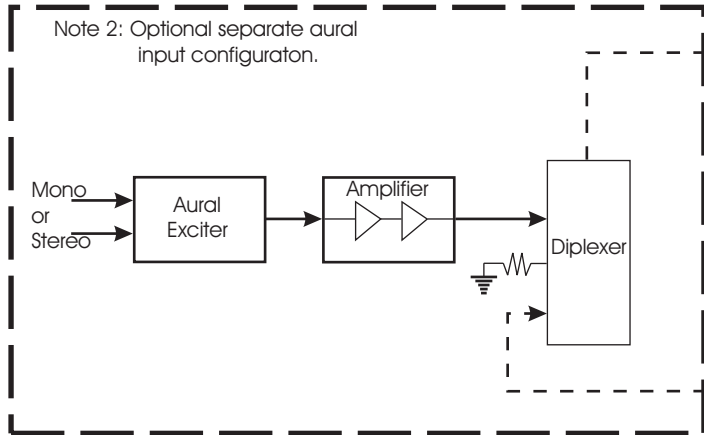 Note 2: Optional separate aural
input configuraton.
Mono
or
Stereo
Aural
Exciter
Amplifier
Diplexer